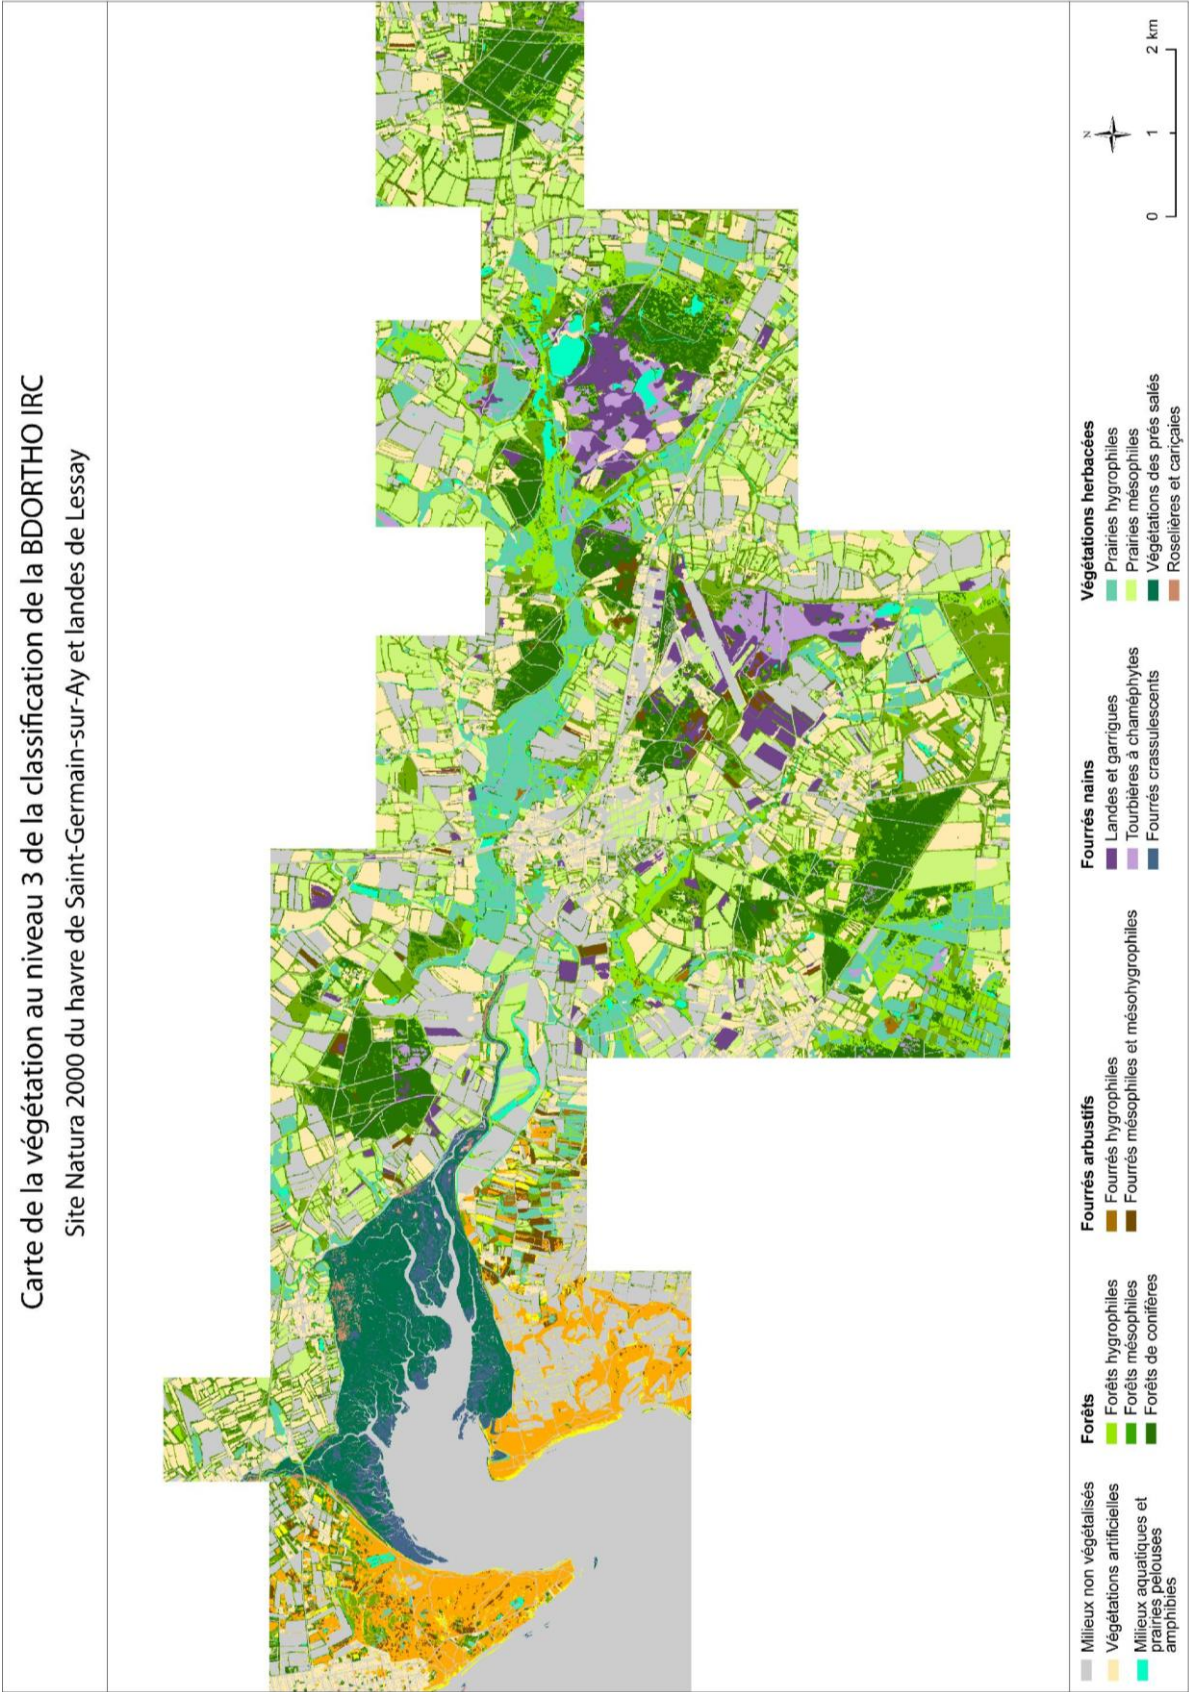 Carte de la végétation au niveau 3 de la classification de la BDORTHO IRC
Site Natura 2000 du havre de Saint-Germain-sur-Ay et landes de Lessay
Milieux non végétalisés
Végétations artificielles
Milieux aquatiques et
prairies pelouses
amphibies
Forêts
Forêts hygrophiles
Forêts mésophiles
Forêts de conifères
Fourrés arbustifs
Fourrés hygrophiles
Fourrés mésophiles et mésohygrophiles
Fourrés nains
Landes et garrigues
Tourbières à chaméphytes
Fourrés crassulescents
Végétations herbacées
Prairies hygrophiles
Prairies mésophiles
Végétations des prés salés
Roselières et cariçaies
N
0 1 2 km